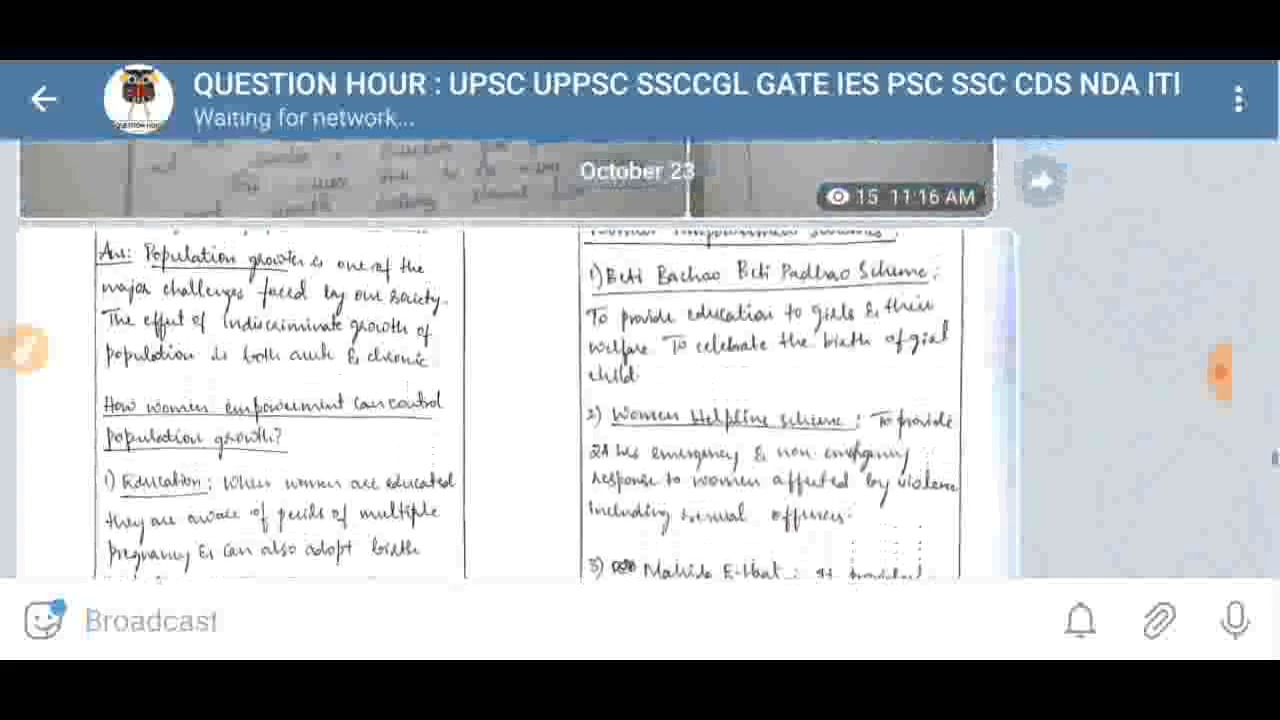 QUESTION HOUR : UPSC UPPSC SSCCGL GATE IES PSC SSC CDS NDA ITI
Waiting for network...
October 23
15 11:16 AM
Ans: Population growth is one of the
major challenges faced by our society.
The effect of indiscriminate growth of
population is both & chronic
How women empowerment can control
population growth?
1) Education: When women are educated
they are aware of perils of multiple
pregnancy & can also adopt birth
1) Beti Bachao Beti Padhao Scheme:
To provide education to girls & their
welfare. To celebrate the birth of girl
child.
2) Women Helpline scheme: To provide
24 hrs emergency & non emergency
response to women affected by violence
including sexual offences.
3) Mahila E-Haat: It provided
Broadcast